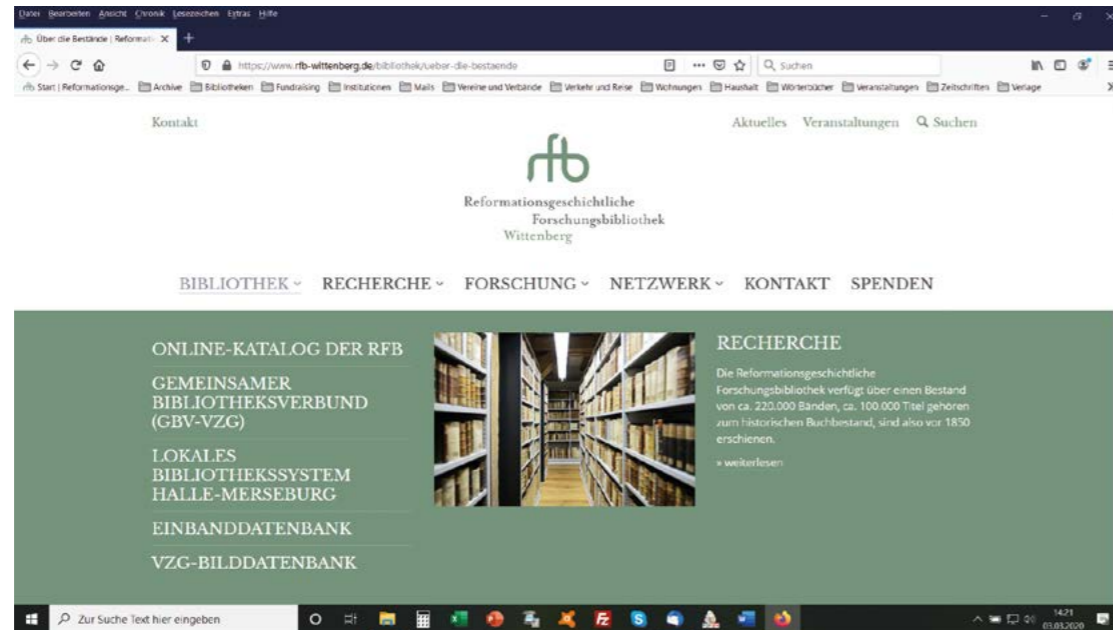 Datei Bearbeiten Ansicht Chronik Lesezeichen Extras Hilfe
Über die Bestände | Reformati
https://www.rfb-wittenberg.de/bibliothek/ueber-die-bestaende
Suchen
Start | Reformationsge... Archive Bibliotheken Fundraising Institutionen Mails Vereine und Verbände Verkehr und Reise Wohnungen Haushalt Wörterbücher Veranstaltungen Zeitschriften Verlage
Kontakt
Aktuelles Veranstaltungen Suchen
rfb
Reformationsgeschichtliche
Forschungsbibliothek
Wittenberg
BIBLIOTHEK RECHERCHE FORSCHUNG NETZWERK KONTAKT SPENDEN
ONLINE-KATALOG DER RFB
GEMEINSAMER
BIBLIOTHEKSVERBUND
(GBV-VZG)
LOKALES
BIBLIOTHEKSSYSTEM
HALLE-MERSEBURG
EINBANDDATENBANK
VZG-BILDDATENBANK
RECHERCHE
Die Reformationsgeschichtliche
Forschungsbibliothek verfügt über einen Bestand
von ca. 220.000 Bänden, ca. 100.000 Titel gehören
zum historischen Buchbestand, sind also vor 1850
erschienen.
» weiterlesen
Zur Suche Text hier eingeben
14:21
03.03.2020